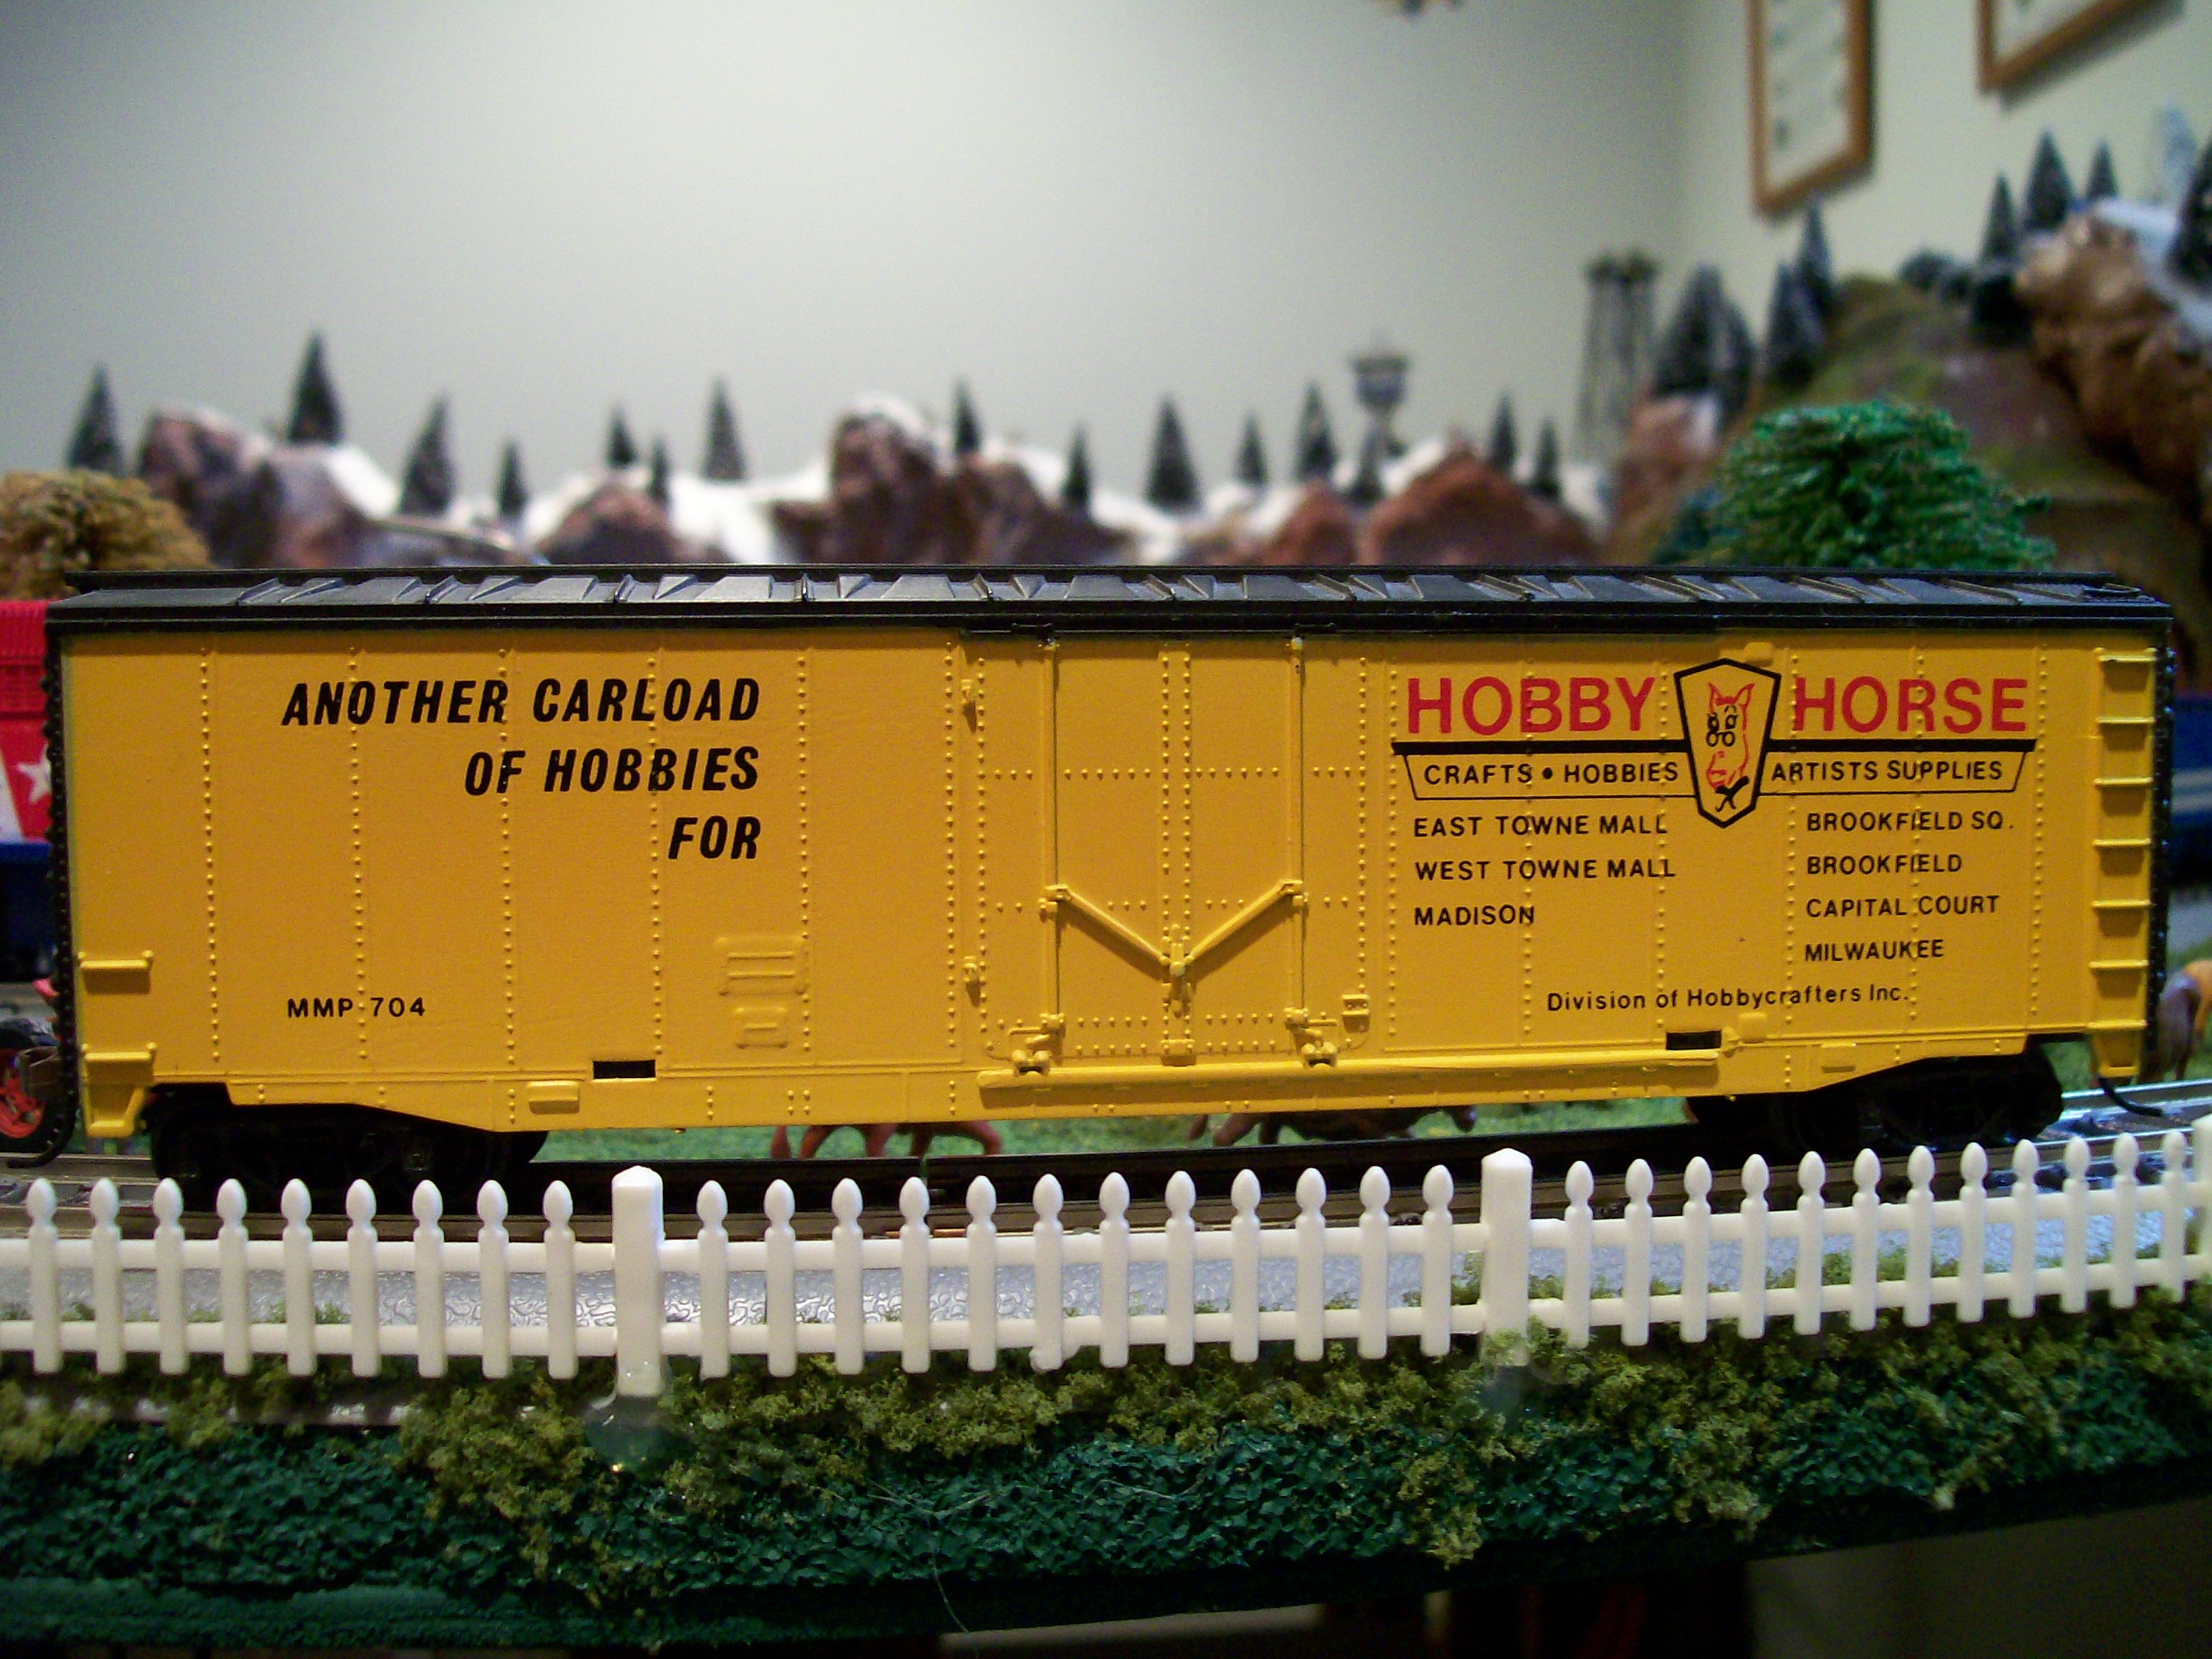 ANOTHER CARLOAD
OF HOBBIES
FOR
MMP 704
HOBBY HORSE
CRAFTS • HOBBIES ARTISTS SUPPLIES
EAST TOWNE MALL
WEST TOWNE MALL
MADISON
BROOKFIELD SQ.
BROOKFIELD
CAPITAL COURT
MILWAUKEE
Division of Hobbycrafters Inc.